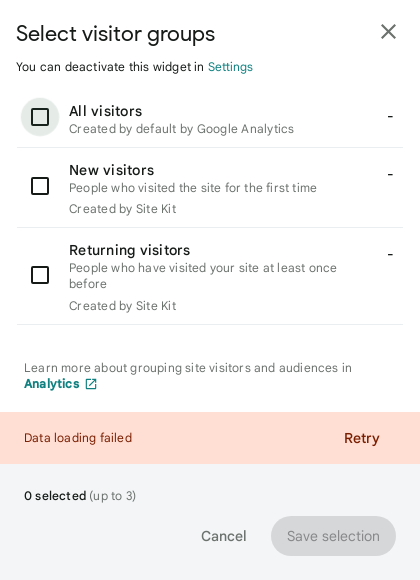 Select visitor groups
You can deactivate this widget in Settings
All visitors
-
Created by default by Google Analytics
New visitors
-
People who visited the site for the first time
Created by Site Kit
Returning visitors
-
People who have visited your site at least once
before
Created by Site Kit
Learn more about grouping site visitors and audiences in
Analytics
Data loading failed
Retry
0 selected (up to 3)
Cancel
Save selection